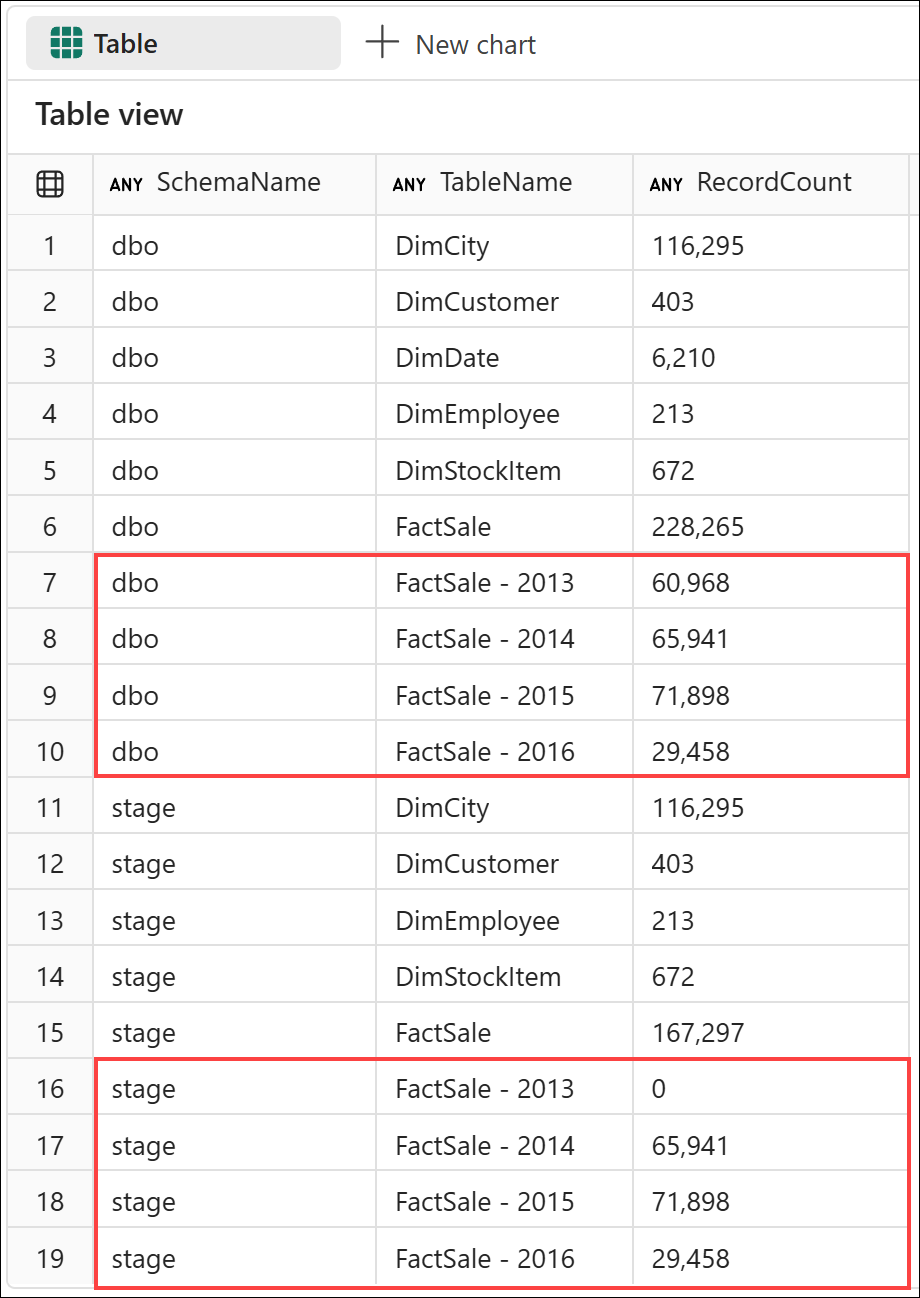 Table New chart
Table view
ANY SchemaName ANY TableName ANY RecordCount
1 dbo DimCity 116,295
2 dbo DimCustomer 403
3 dbo DimDate 6,210
4 dbo DimEmployee 213
5 dbo DimStockItem 672
6 dbo FactSale 228,265
7 dbo FactSale - 2013 60,968
8 dbo FactSale - 2014 65,941
9 dbo FactSale - 2015 71,898
10 dbo FactSale - 2016 29,458
11 stage DimCity 116,295
12 stage DimCustomer 403
13 stage DimEmployee 213
14 stage DimStockItem 672
15 stage FactSale 167,297
16 stage FactSale - 2013 0
17 stage FactSale - 2014 65,941
18 stage FactSale - 2015 71,898
19 stage FactSale - 2016 29,458